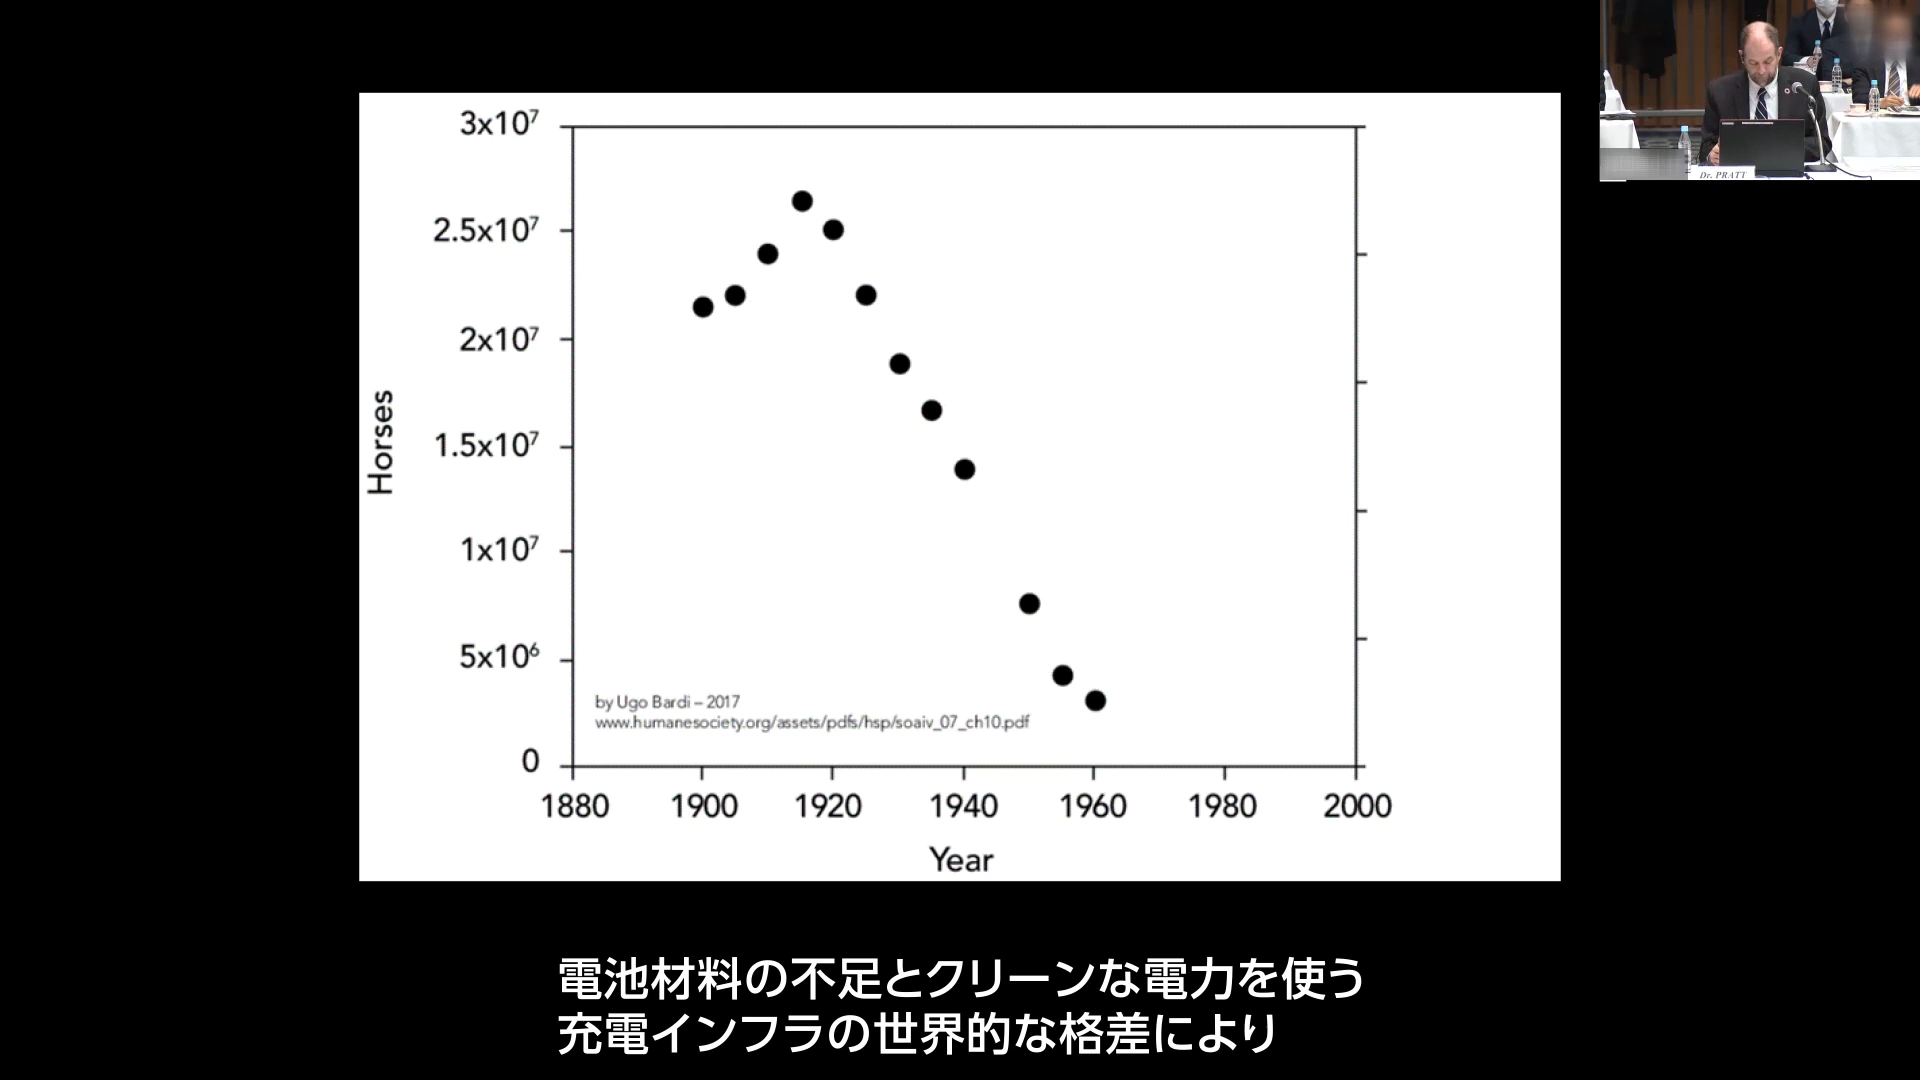 3x10⁷
2.5x10⁷
2x10⁷
1.5x10⁷
1x10⁷
5x10⁶
0
Horses
by Ugo Bardi – 2017
www.humanesociety.org/assets/pdfs/hsp/soaiv_07_ch10.pdf
1880 1900 1920 1940 1960 1980 2000
Year
Dr. PRATT
電池材料の不足とクリーンな電力を使う
充電インフラの世界的な格差により